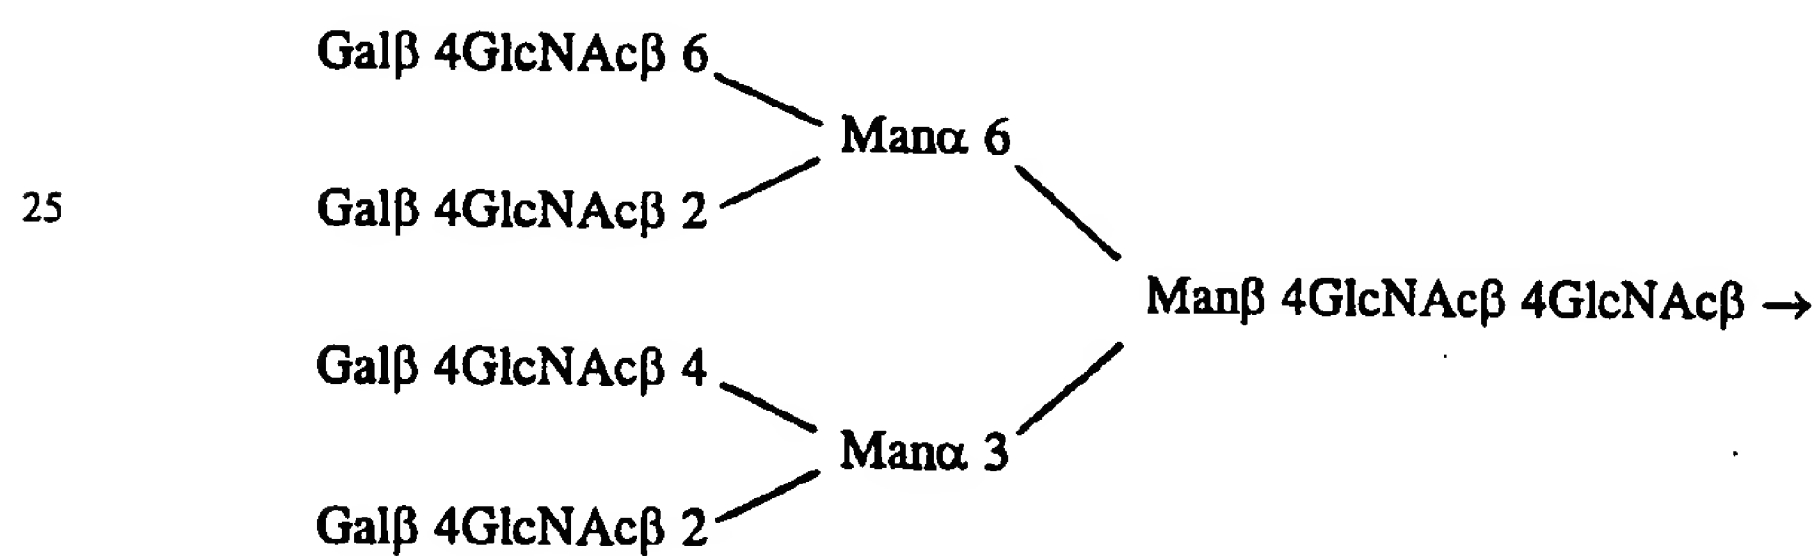 Galβ 4GlcNAcβ 6
Manα 6
25
Galβ 4GlcNAcβ 2
Manβ 4GlcNAcβ 4GlcNAcβ →
Galβ 4GlcNAcβ 4
Manα 3
Galβ 4GlcNAcβ 2